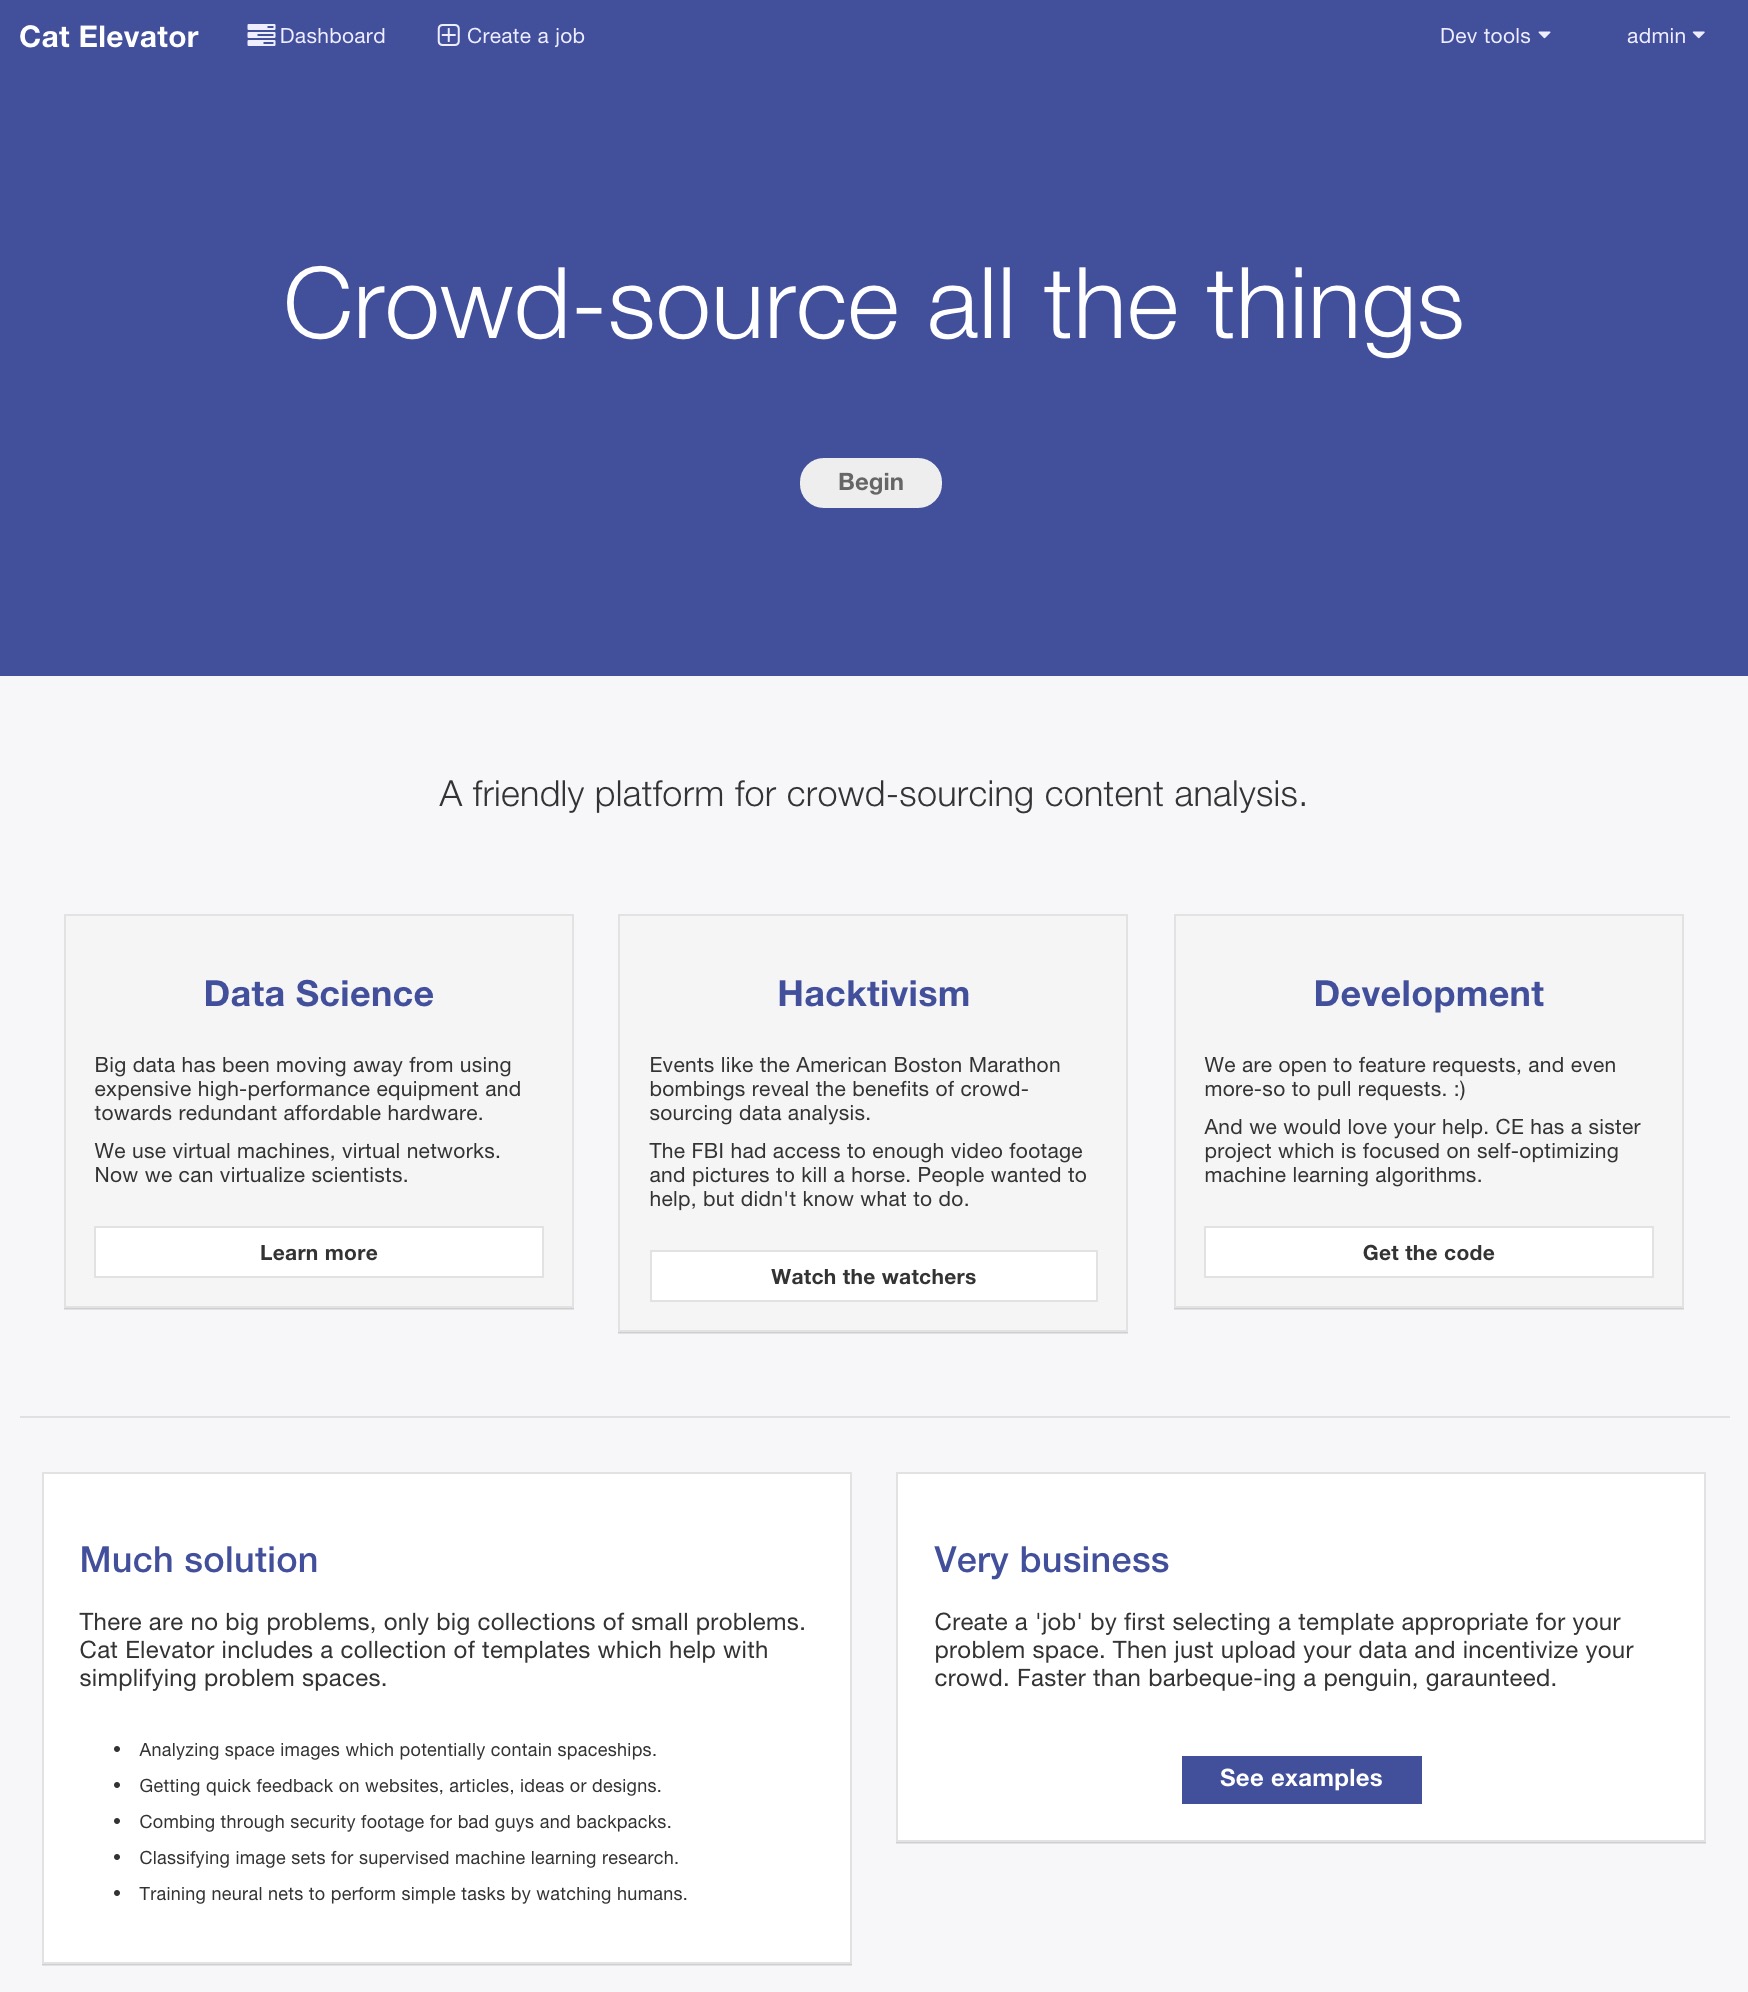 Cat Elevator Dashboard Create a job Dev tools admin
Crowd-source all the things
Begin
A friendly platform for crowd-sourcing content analysis.
Data Science
Big data has been moving away from using
expensive high-performance equipment and
towards redundant affordable hardware.
We use virtual machines, virtual networks.
Now we can virtualize scientists.
Learn more
Hacktivism
Events like the American Boston Marathon
bombings reveal the benefits of crowd-
sourcing data analysis.
The FBI had access to enough video footage
and pictures to kill a horse. People wanted to
help, but didn't know what to do.
Watch the watchers
Development
We are open to feature requests, and even
more-so to pull requests. :)
And we would love your help. CE has a sister
project which is focused on self-optimizing
machine learning algorithms.
Get the code
Much solution
There are no big problems, only big collections of small problems.
Cat Elevator includes a collection of templates which help with
simplifying problem spaces.
• Analyzing space images which potentially contain spaceships.
• Getting quick feedback on websites, articles, ideas or designs.
• Combing through security footage for bad guys and backpacks.
• Classifying image sets for supervised machine learning research.
• Training neural nets to perform simple tasks by watching humans.
Very business
Create a 'job' by first selecting a template appropriate for your
problem space. Then just upload your data and incentivize your
crowd. Faster than barbeque-ing a penguin, garaunteed.
See examples